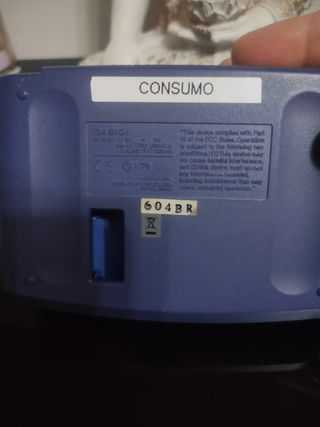 CONSUMO
CASIO
"This device complies with Part
15 of the FCC Rules. Operation
is subject to the following two
conditions: (1) this device may
not cause harmful interference,
and (2) this device must accept
any interference received,
including interference that may
cause undesired operation."
CE
604BR